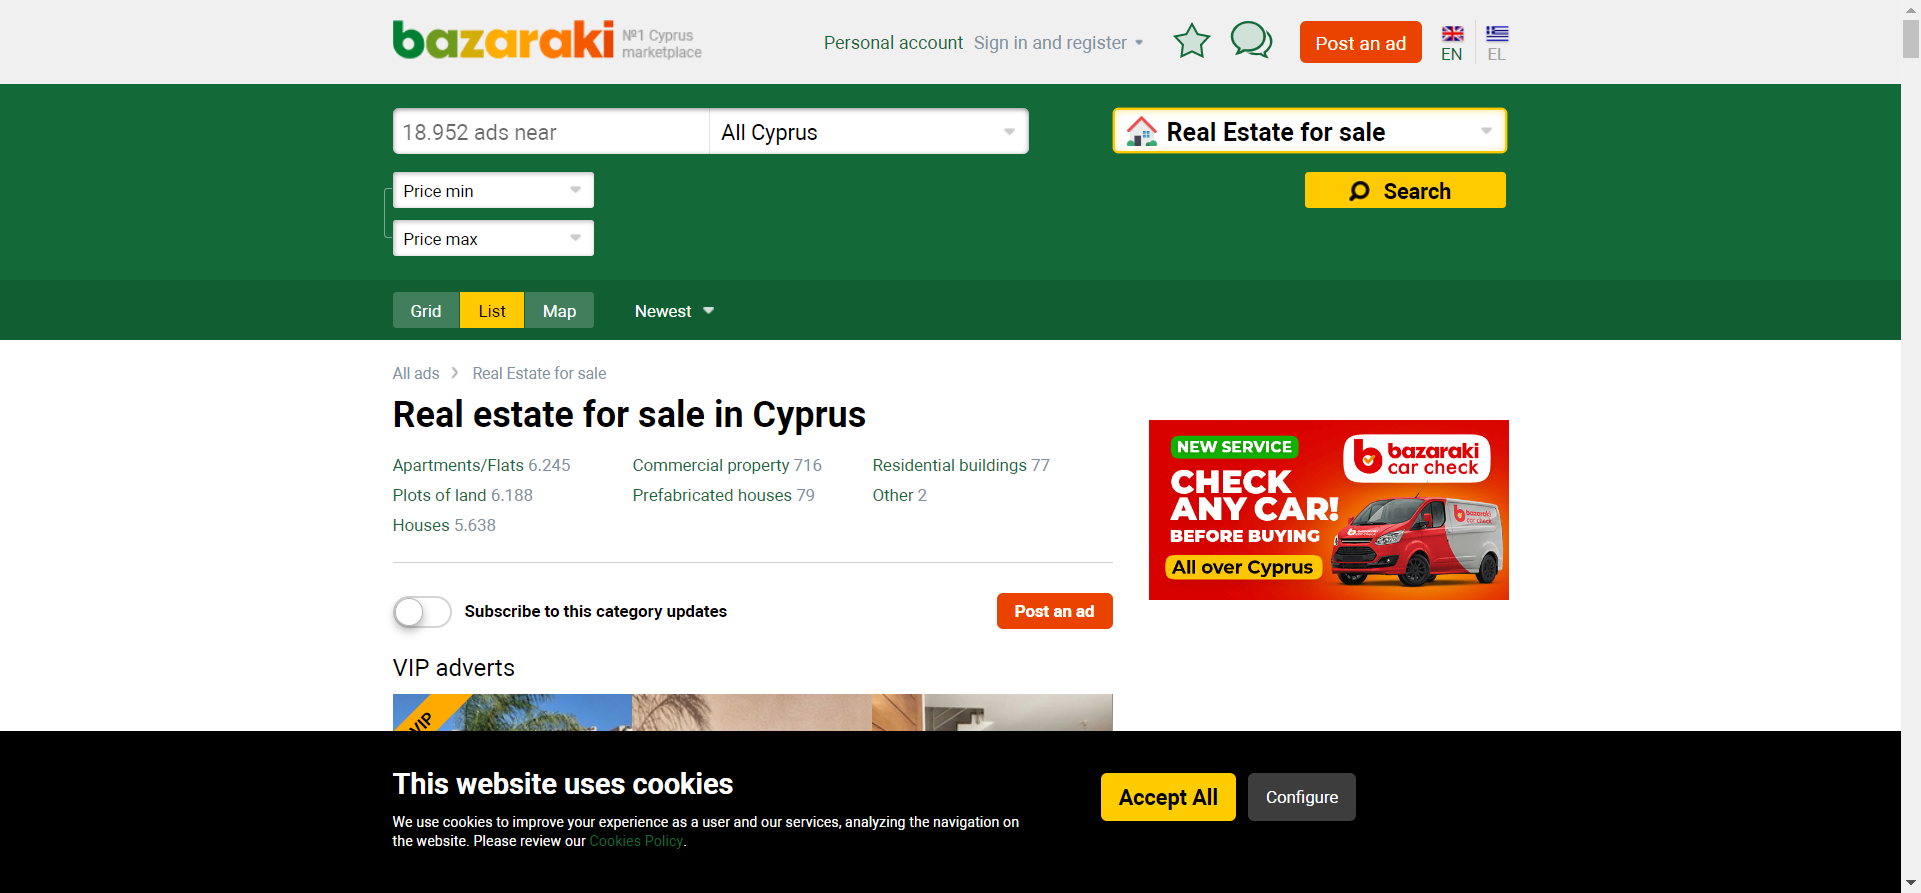 bazaraki
№1 Cyprus
marketplace
Personal account Sign in and register
Post an ad
EN
EL
18.952 ads near
All Cyprus
Real Estate for sale
Price min
Search
Price max
Grid
List
Map
Newest
All ads
Real Estate for sale
Real estate for sale in Cyprus
Apartments/Flats 6.245
Commercial property 716
Residential buildings 77
Plots of land 6.188
Prefabricated houses 79
Other 2
Houses 5.638
NEW SERVICE
CHECK
ANY CAR!
BEFORE BUYING
All over Cyprus
bazaraki
car check
bazaraki
car check
Subscribe to this category updates
Post an ad
VIP adverts
VIP
This website uses cookies
We use cookies to improve your experience as a user and our services, analyzing the navigation on
the website. Please review our Cookies Policy.
Accept All
Configure